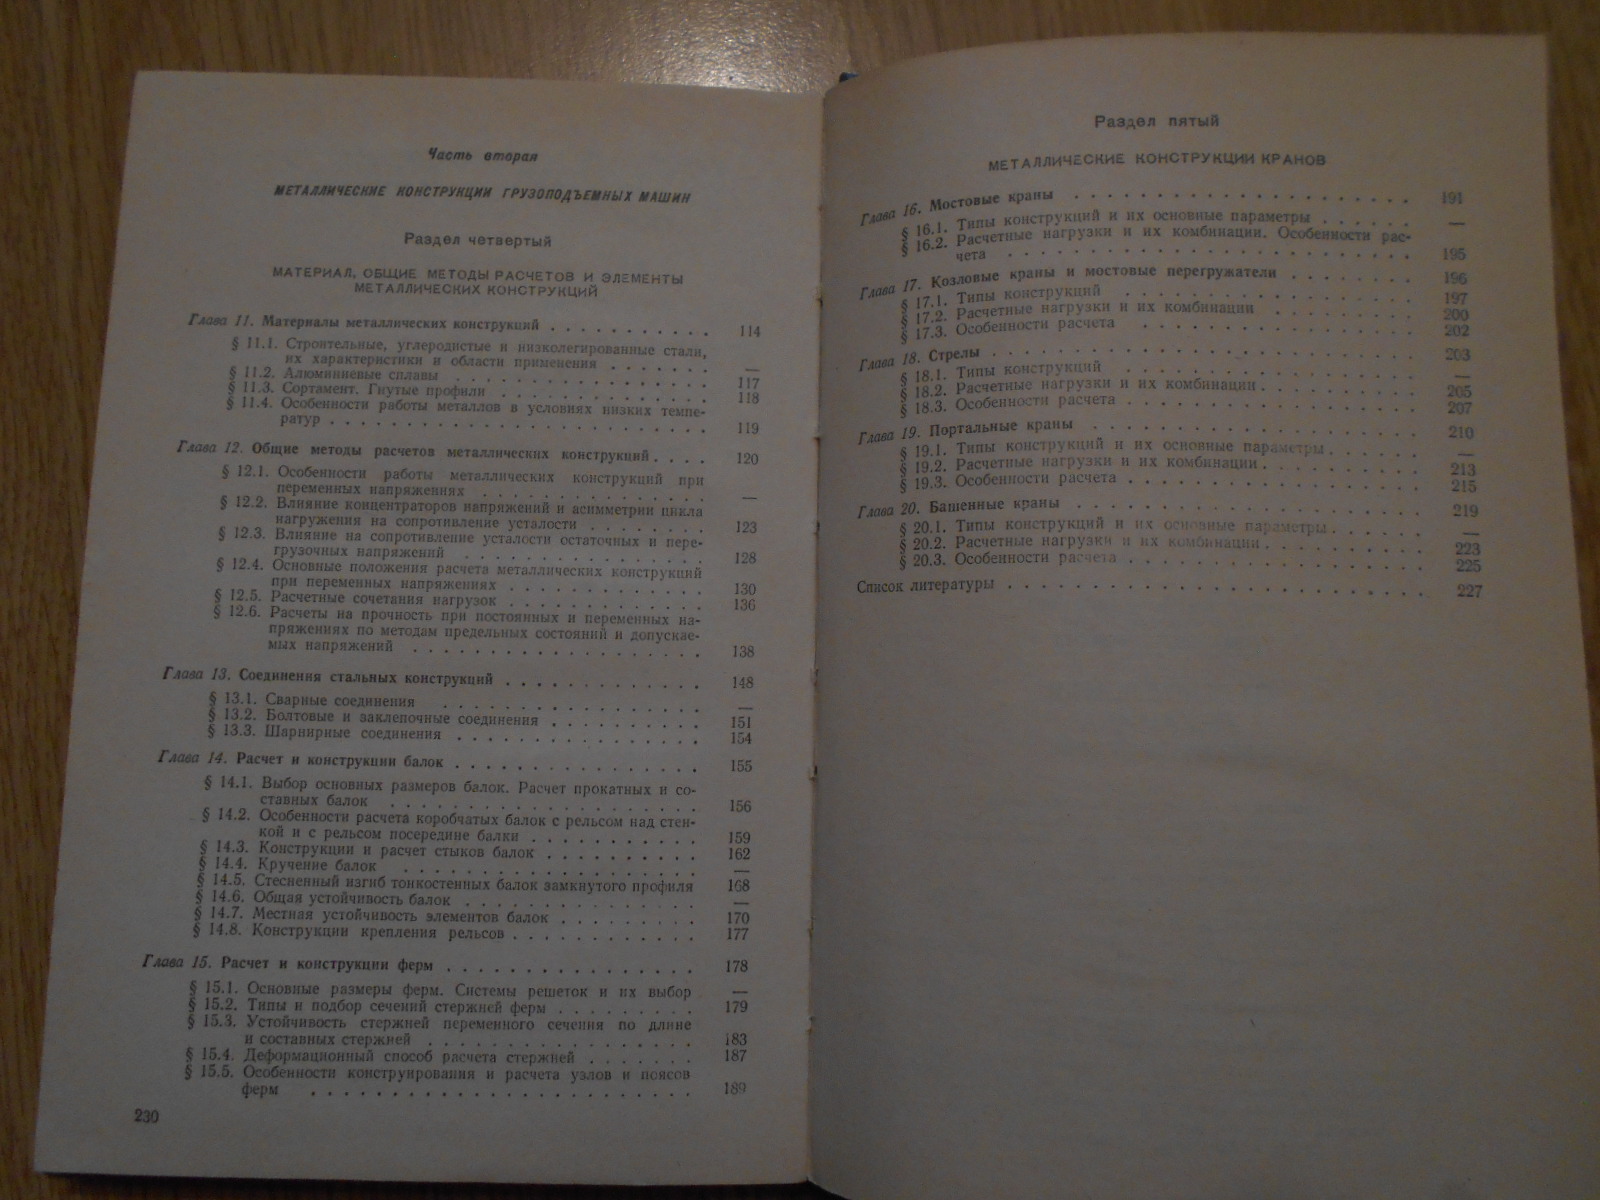 Часть вторая
МЕТАЛЛИЧЕСКИЕ КОНСТРУКЦИИ ГРУЗОПОДЪЕМНЫХ МАШИН
Раздел четвертый
МАТЕРИАЛ, ОБЩИЕ МЕТОДЫ РАСЧЕТОВ И ЭЛЕМЕНТЫ
МЕТАЛЛИЧЕСКИХ КОНСТРУКЦИЙ
Глава 11. Материалы металлических конструкций . . . . . . . . . . . 114
§ 11.1. Строительные, углеродистые и низколегированные стали,
их характеристики и области применения . . . . . . . —
§ 11.2. Алюминиевые сплавы . . . . . . . . . . . . . . . 117
§ 11.3. Сортамент. Гнутые профили . . . . . . . . . . . . . 118
§ 11.4. Особенности работы металлов в условиях низких темпе-
ратур . . . . . . . . . . . . . . . . . . . . . . 119
Глава 12. Общие методы расчетов металлических конструкций . . . . 120
§ 12.1. Особенности работы металлических конструкций при
переменных напряжениях . . . . . . . . . . . . . —
§ 12.2. Влияние концентраторов напряжений и асимметрии цикла
нагружения на сопротивление усталости . . . . . . . . 123
§ 12.3. Влияние на сопротивление усталости остаточных и пере-
грузочных напряжений . . . . . . . . . . . . . . 128
§ 12.4. Основные положения расчета металлических конструкций
при переменных напряжениях . . . . . . . . . . . . 130
§ 12.5. Расчетные сочетания нагрузок . . . . . . . . . . . . 136
§ 12.6. Расчеты на прочность при постоянных и переменных на-
пряжениях по методам предельных состояний и допускае-
мых напряжений . . . . . . . . . . . . . . . . 138
Глава 13. Соединения стальных конструкций . . . . . . . . . . . . 148
§ 13.1. Сварные соединения . . . . . . . . . . . . . . . —
§ 13.2. Болтовые и заклепочные соединения . . . . . . . . . . 151
§ 13.3. Шарнирные соединения . . . . . . . . . . . . . . . 154
Глава 14. Расчет и конструкции балок . . . . . . . . . . . . . . . 155
§ 14.1. Выбор основных размеров балок. Расчет прокатных и со-
ставных балок . . . . . . . . . . . . . . . . . 156
§ 14.2. Особенности расчета коробчатых балок с рельсом над стен-
кой и с рельсом посередине балки . . . . . . . . . . 159
§ 14.3. Конструкции и расчет стыков балок . . . . . . . . . 162
§ 14.4. Кручение балок . . . . . . . . . . . . . . . . . —
§ 14.5. Стесненный изгиб тонкостенных балок замкнутого профиля 168
§ 14.6. Общая устойчивость балок . . . . . . . . . . . . . —
§ 14.7. Местная устойчивость элементов балок . . . . . . . . 170
§ 14.8. Конструкции крепления рельсов . . . . . . . . . . . 177
Глава 15. Расчет и конструкции ферм . . . . . . . . . . . . . . . 178
§ 15.1. Основные размеры ферм. Системы решеток и их выбор —
§ 15.2. Типы и подбор сечений стержней ферм . . . . . . . . . 179
§ 15.3. Устойчивость стержней переменного сечения по длине
и составных стержней . . . . . . . . . . . . . . . 183
§ 15.4. Деформационный способ расчета стержней . . . . . . . 187
§ 15.5. Особенности конструирования и расчета узлов и поясов
ферм . . . . . . . . . . . . . . . . . . . . . 189
230
Раздел пятый
МЕТАЛЛИЧЕСКИЕ КОНСТРУКЦИИ КРАНОВ
Глава 16. Мостовые краны . . . . . . . . . . . . . . . . . . . 191
§ 16.1. Типы конструкций и их основные параметры . . . . . . —
§ 16.2. Расчетные нагрузки и их комбинации. Особенности рас-
чета . . . . . . . . . . . . . . . . . . . . . . 195
Глава 17. Козловые краны и мостовые перегружатели . . . . . . . 196
§ 17.1. Типы конструкций . . . . . . . . . . . . . . . . 197
§ 17.2. Расчетные нагрузки и их комбинации . . . . . . . . 200
§ 17.3. Особенности расчета . . . . . . . . . . . . . . . 202
Глава 18. Стрелы . . . . . . . . . . . . . . . . . . . . . . . 203
§ 18.1. Типы конструкций . . . . . . . . . . . . . . . . —
§ 18.2. Расчетные нагрузки и их комбинации . . . . . . . . . 205
§ 18.3. Особенности расчета . . . . . . . . . . . . . . . . 207
Глава 19. Портальные краны . . . . . . . . . . . . . . . . . . 210
§ 19.1. Типы конструкций и их основные параметры . . . . . . —
§ 19.2. Расчетные нагрузки и их комбинации . . . . . . . . . 213
§ 19.3. Особенности расчета . . . . . . . . . . . . . . . . 215
Глава 20. Башенные краны . . . . . . . . . . . . . . . . . . . 219
§ 20.1. Типы конструкций и их основные параметры . . . . . . —
§ 20.2. Расчетные нагрузки и их комбинации . . . . . . . . . 223
§ 20.3. Особенности расчета . . . . . . . . . . . . . . . . 225
Список литературы . . . . . . . . . . . . . . . . . . . . . . . 227